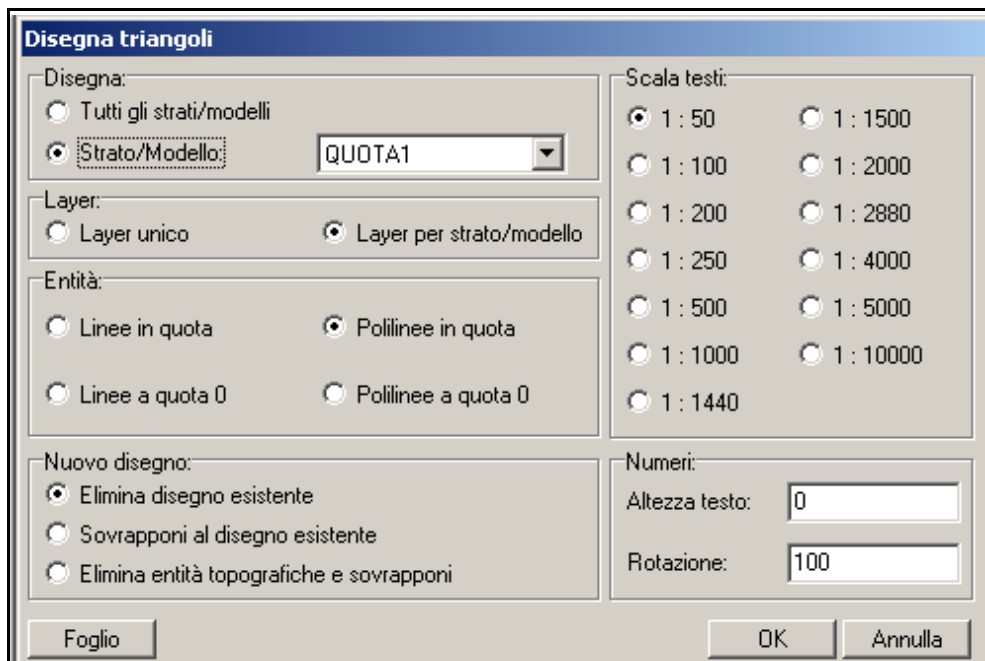 Disegna triangoli
Disegna:
Tutti gli strati/modelli
Strato/Modello:
QUOTA1
Layer:
Layer unico
Layer per strato/modello
Entità:
Linee in quota
Polilinee in quota
Linee a quota 0
Polilinee a quota 0
Nuovo disegno:
Elimina disegno esistente
Sovrapponi al disegno esistente
Elimina entità topografiche e sovrapponi
Scala testi:
1 : 50
1 : 1500
1 : 100
1 : 2000
1 : 200
1 : 2880
1 : 250
1 : 4000
1 : 500
1 : 5000
1 : 1000
1 : 10000
1 : 1440
Numeri:
Altezza testo:
0
Rotazione:
100
Foglio
OK
Annulla